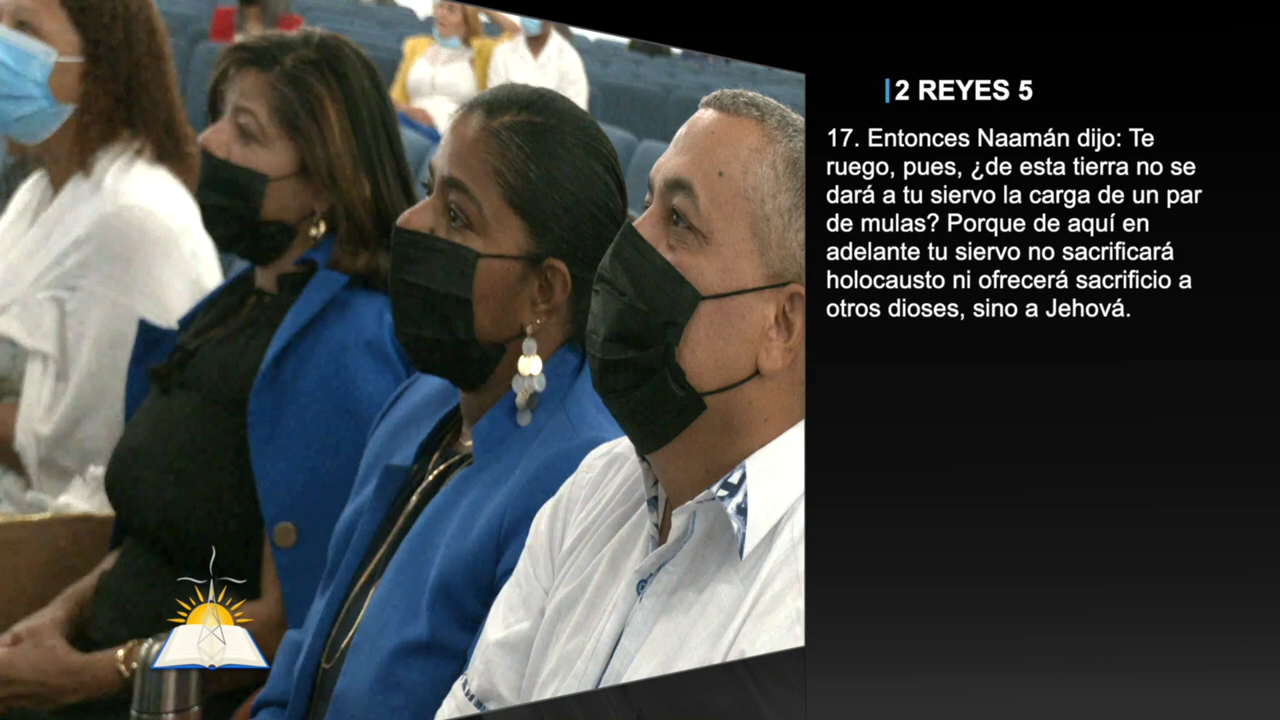 2 REYES 5
17. Entonces Naamán dijo: Te
ruego, pues, ¿de esta tierra no se
dará a tu siervo la carga de un par
de mulas? Porque de aquí en
adelante tu siervo no sacrificará
holocausto ni ofrecerá sacrificio a
otros dioses, sino a Jehová.